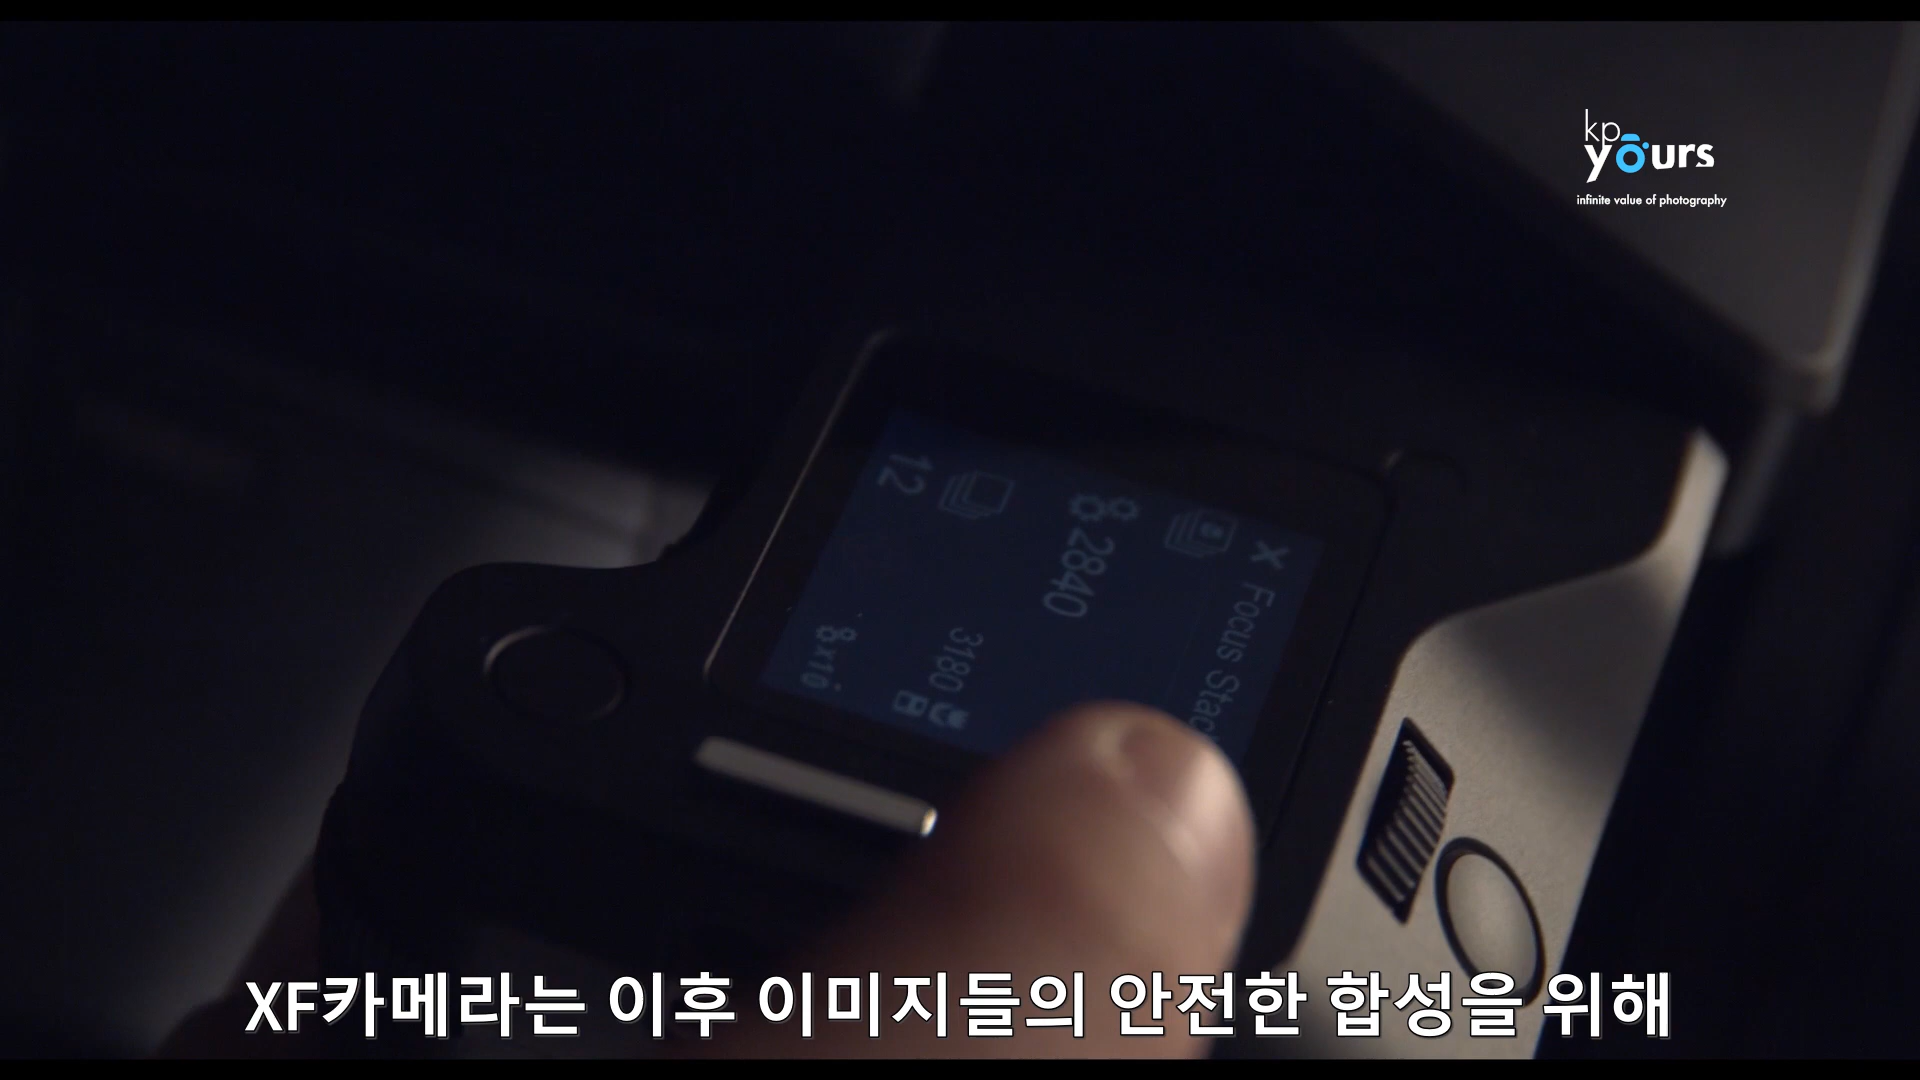 kp
yours
infinite value of photography
X Focus Stac
2840
3180
12
x10
XF카메라는 이후 이미지들의 안전한 합성을 위해